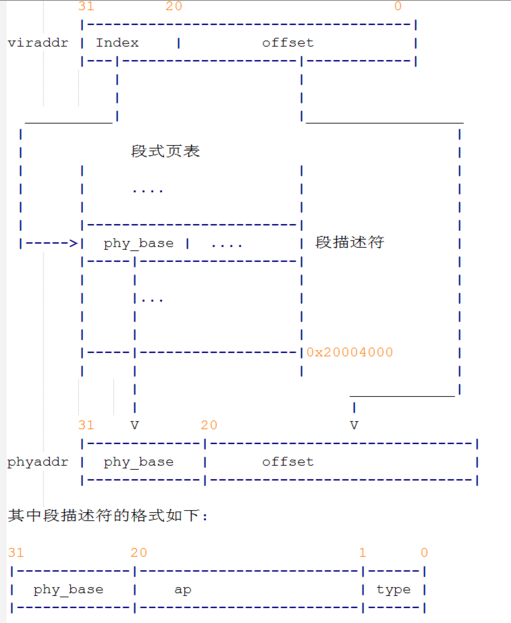 31 20 0
viraddr Index offset
段式页表
....
phy_base .... 段描述符
...
0x20004000
31 V 20 V
phyaddr phy_base offset
其中段描述符的格式如下：
31 20 1 0
phy_base ap type